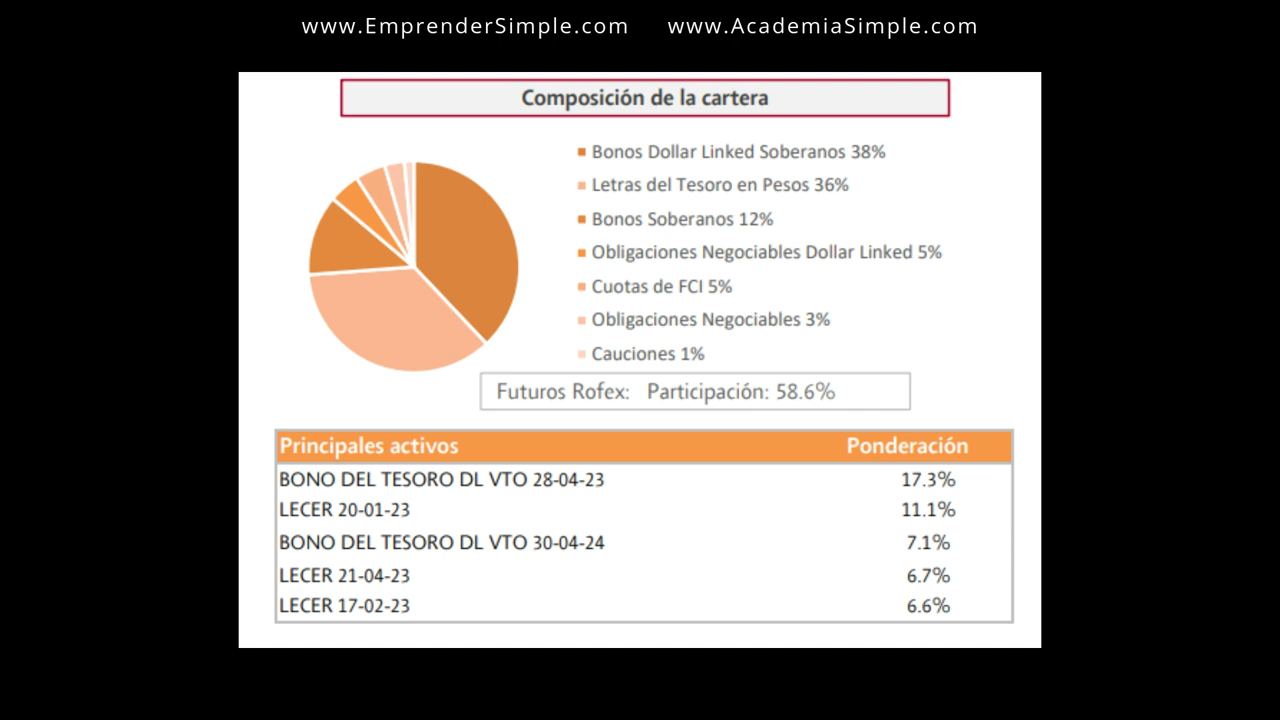 www.EmprenderSimple.com www.AcademiaSimple.com
Composición de la cartera
Bonos Dollar Linked Soberanos 38%
Letras del Tesoro en Pesos 36%
Bonos Soberanos 12%
Obligaciones Negociables Dollar Linked 5%
Cuotas de FCI 5%
Obligaciones Negociables 3%
Cauciones 1%
Futuros Rofex: Participación: 58.6%
Principales activos Ponderación
BONO DEL TESORO DL VTO 28-04-23 17.3%
LECER 20-01-23 11.1%
BONO DEL TESORO DL VTO 30-04-24 7.1%
LECER 21-04-23 6.7%
LECER 17-02-23 6.6%